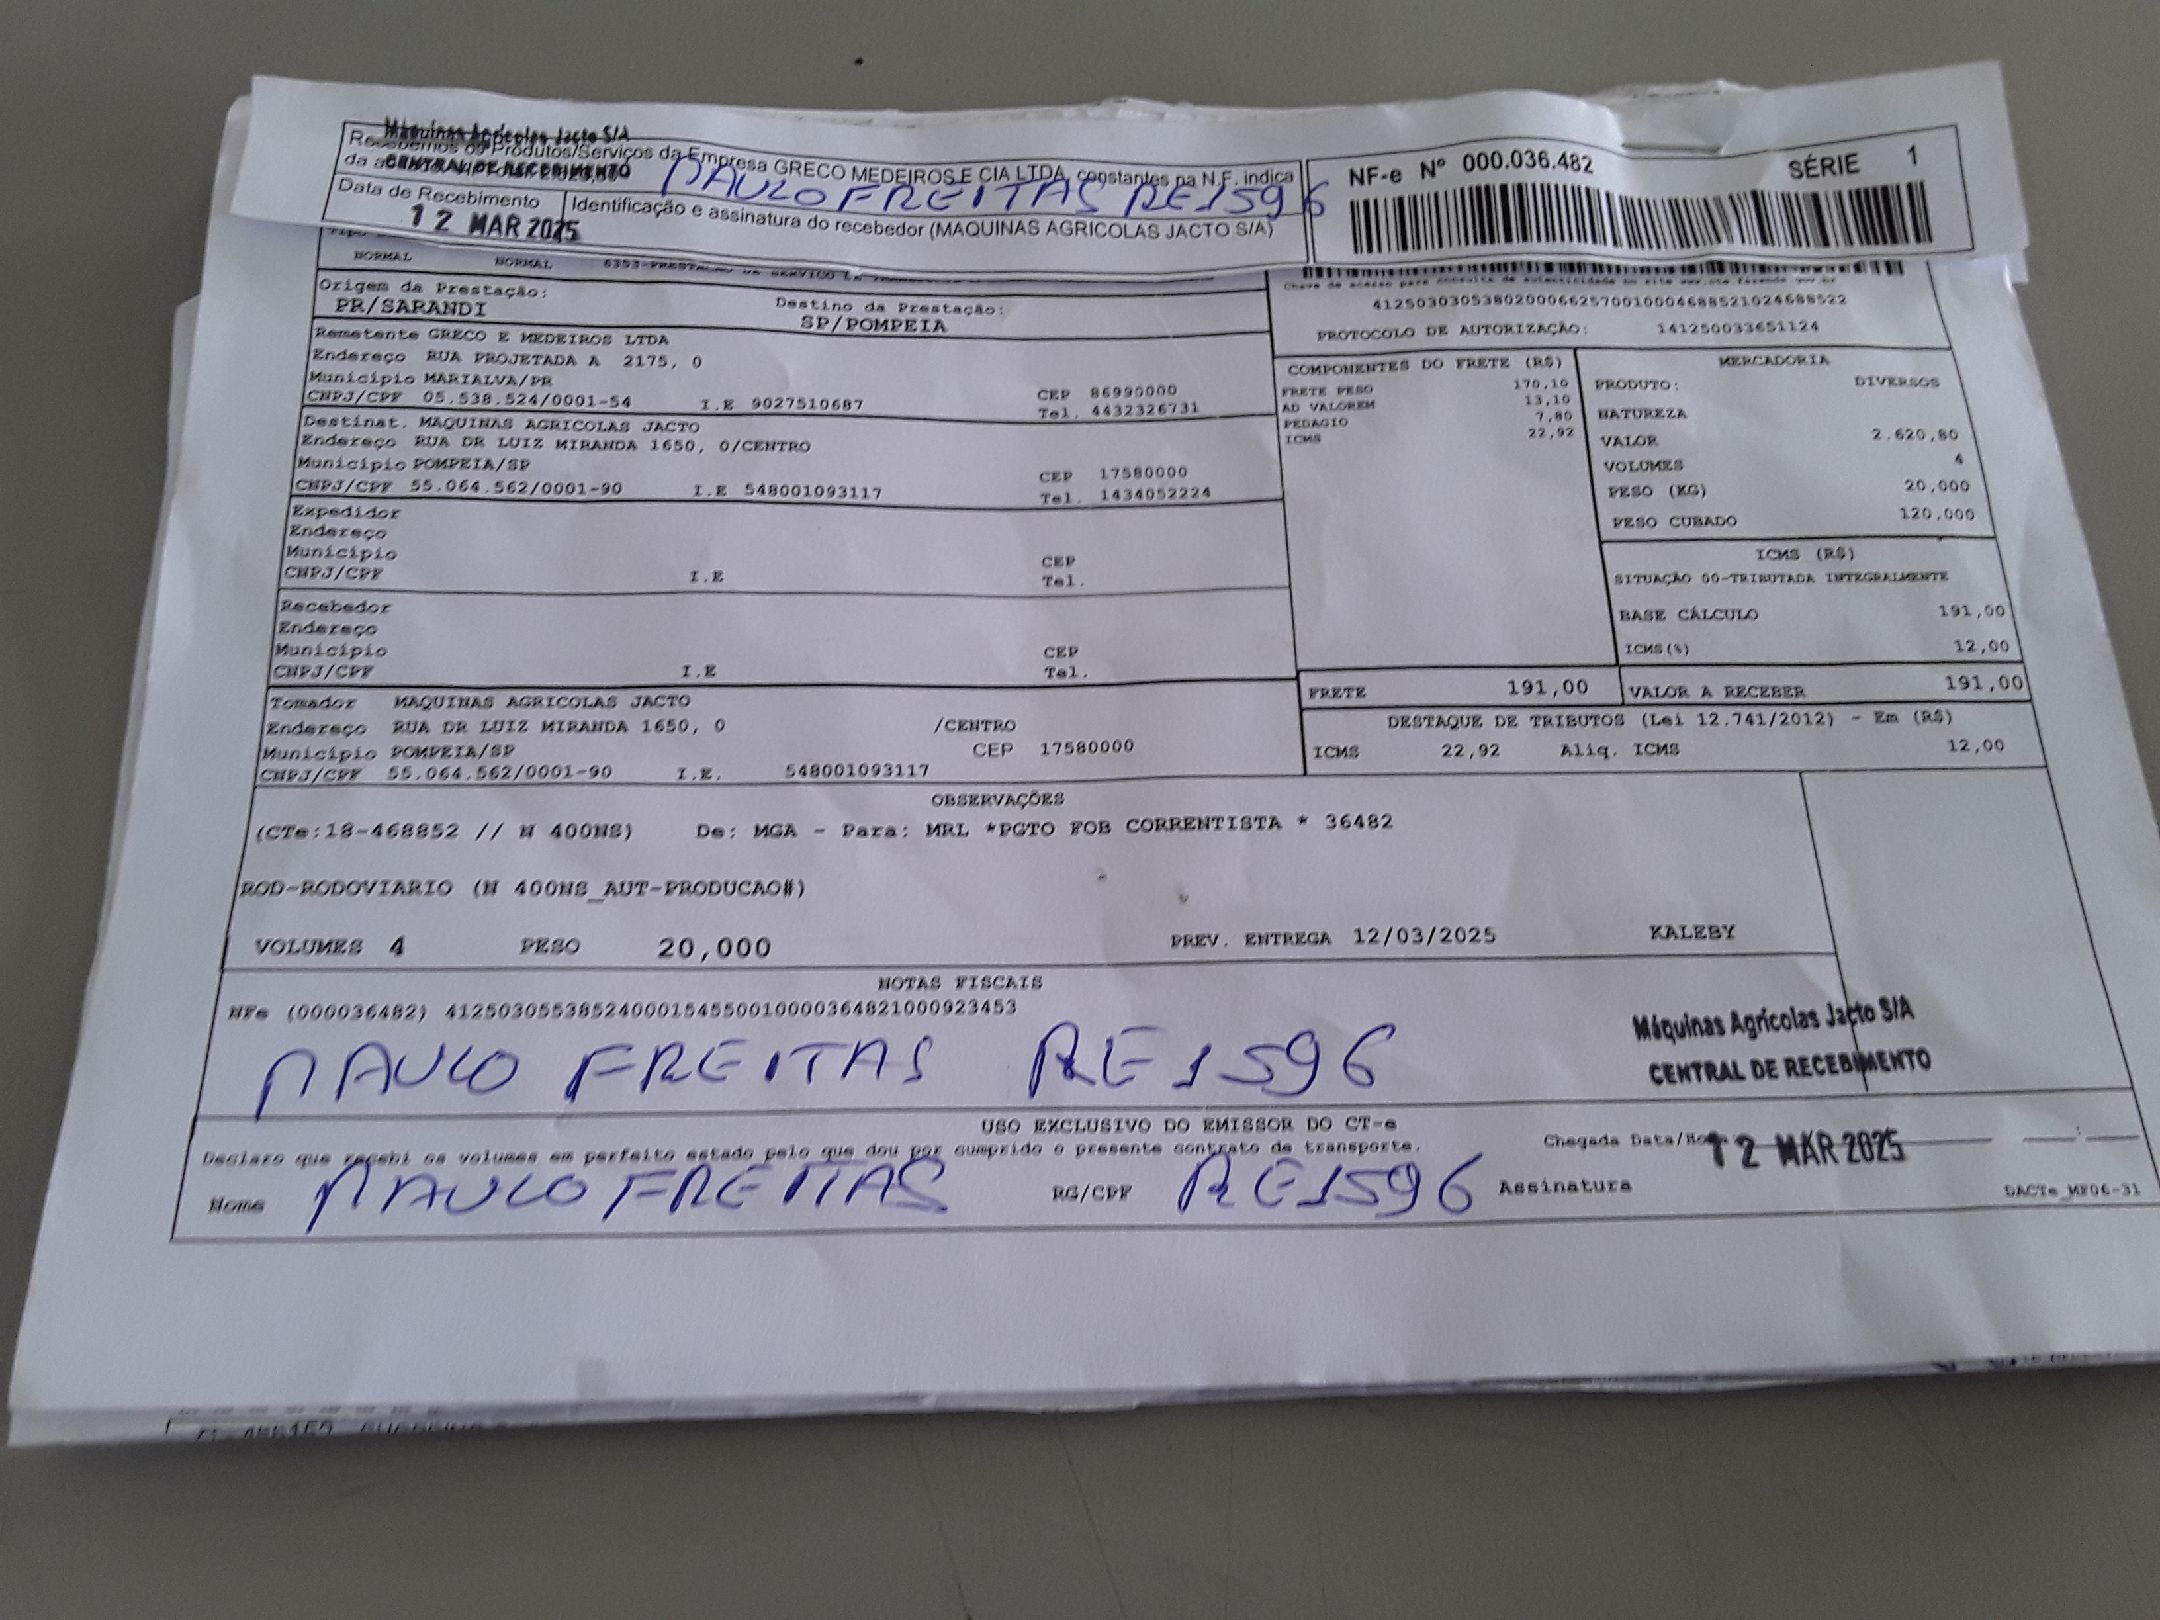 Máquinas Agrícolas Jacto S/A
Recebemos os Produtos/Serviços da Empresa GRECO MEDEIROS E CIA LTDA, constantes na N.F. indica
CENTRAL DE RECEBIMENTO
PAULO FREITAS RE1596
Data de Recebimento
12 MAR 2025
Identificação e assinatura do recebedor (MAQUINAS AGRICOLAS JACTO S/A)
NF-e Nº 000.036.482 SÉRIE 1
NORMAL NORMAL
Chave de acesso para consulta de autenticidade no site
PROTOCOLO DE AUTORIZAÇÃO: 141250033651124
Origem da Prestação: Destino da Prestação:
PR/SARANDI SP/POMPEIA
Remetente GRECO E MEDEIROS LTDA
Endereço RUA PROJETADA A 2175, 0
Município MARIALVA/PR CEP 86990000
CNPJ/CPF 05.538.524/0001-54 I.E 9027510687 Tel. 4432326731
Destinat. MAQUINAS AGRICOLAS JACTO
Endereço RUA DR LUIZ MIRANDA 1650, 0/CENTRO
Município POMPEIA/SP CEP 17580000
CNPJ/CPF 55.064.562/0001-90 I.E 548001093117 Tel. 1434052224
Expedidor
Endereço
Município CEP
CNPJ/CPF I.E Tel.
Recebedor
Endereço
Município CEP
CNPJ/CPF I.E Tel.
Tomador MAQUINAS AGRICOLAS JACTO
Endereço RUA DR LUIZ MIRANDA 1650, 0 /CENTRO
Município POMPEIA/SP CEP 17580000
CNPJ/CPF 55.064.562/0001-90 I.E. 548001093117
COMPONENTES DO FRETE (R$)
FRETE PESO 170,10
AD VALOREM 13,10
PEDAGIO 7,80
ICMS 22,92
MERCADORIA
PRODUTO: DIVERSOS
NATUREZA
VALOR 2.620,80
VOLUMES 4
PESO (KG) 20,000
PESO CUBADO 120,000
ICMS (R$)
SITUAÇÃO 00-TRIBUTADA INTEGRALMENTE
BASE CÁLCULO 191,00
ICMS(%) 12,00
FRETE 191,00 VALOR A RECEBER 191,00
DESTAQUE DE TRIBUTOS (Lei 12.741/2012) - Em (R$)
ICMS 22,92 Aliq. ICMS 12,00
OBSERVAÇÕES
(CTe:18-468852 // N 400NS) De: MGA - Para: MRL *PGTO FOB CORRENTISTA * 36482
ROD-RODOVIARIO (N 400NS_AUT-PRODUCAO#)
VOLUMES 4 PESO 20,000 PREV. ENTREGA 12/03/2025 KALEBY
NOTAS FISCAIS
NFe (000036482) 41250305538524000154550010000364821000923453
PAULO FREITAS RE1596
Máquinas Agrícolas Jacto S/A
CENTRAL DE RECEBIMENTO
USO EXCLUSIVO DO EMISSOR DO CT-e
Declaro que recebi os volumes em perfeito estado pelo que dou por cumprido o presente contrato de transporte.
Chegada Data/Hora 12 MAR 2025
Nome PAULO FREITAS RG/CPF RE1596 Assinatura
DACTe_MF06-31